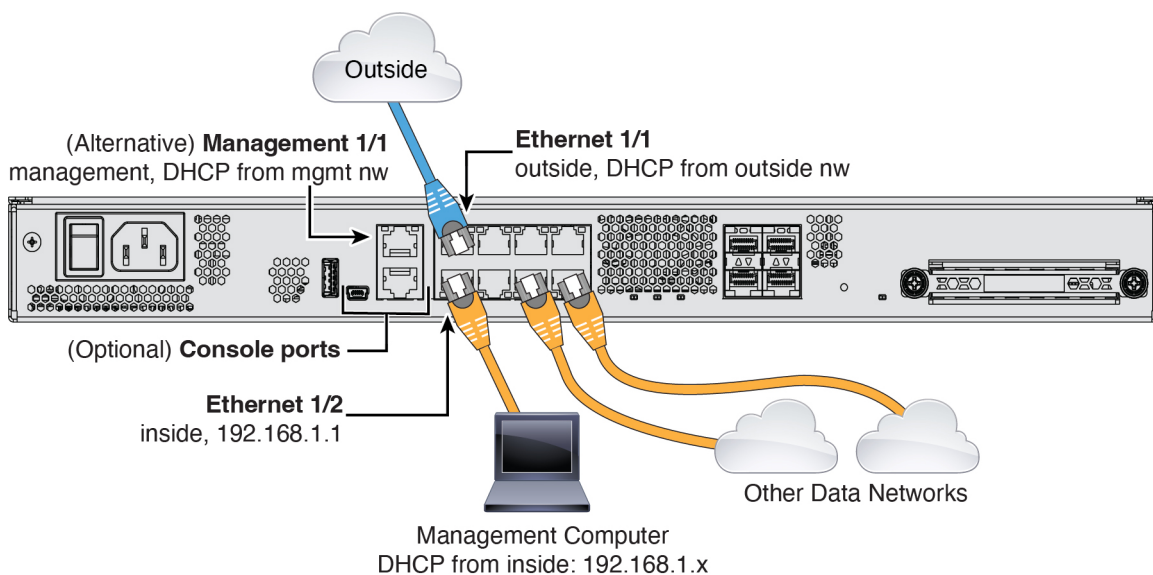 Outside
(Alternative) Management 1/1
management, DHCP from mgmt nw
Ethernet 1/1
outside, DHCP from outside nw
(Optional) Console ports
Ethernet 1/2
inside, 192.168.1.1
Other Data Networks
Management Computer
DHCP from inside: 192.168.1.x